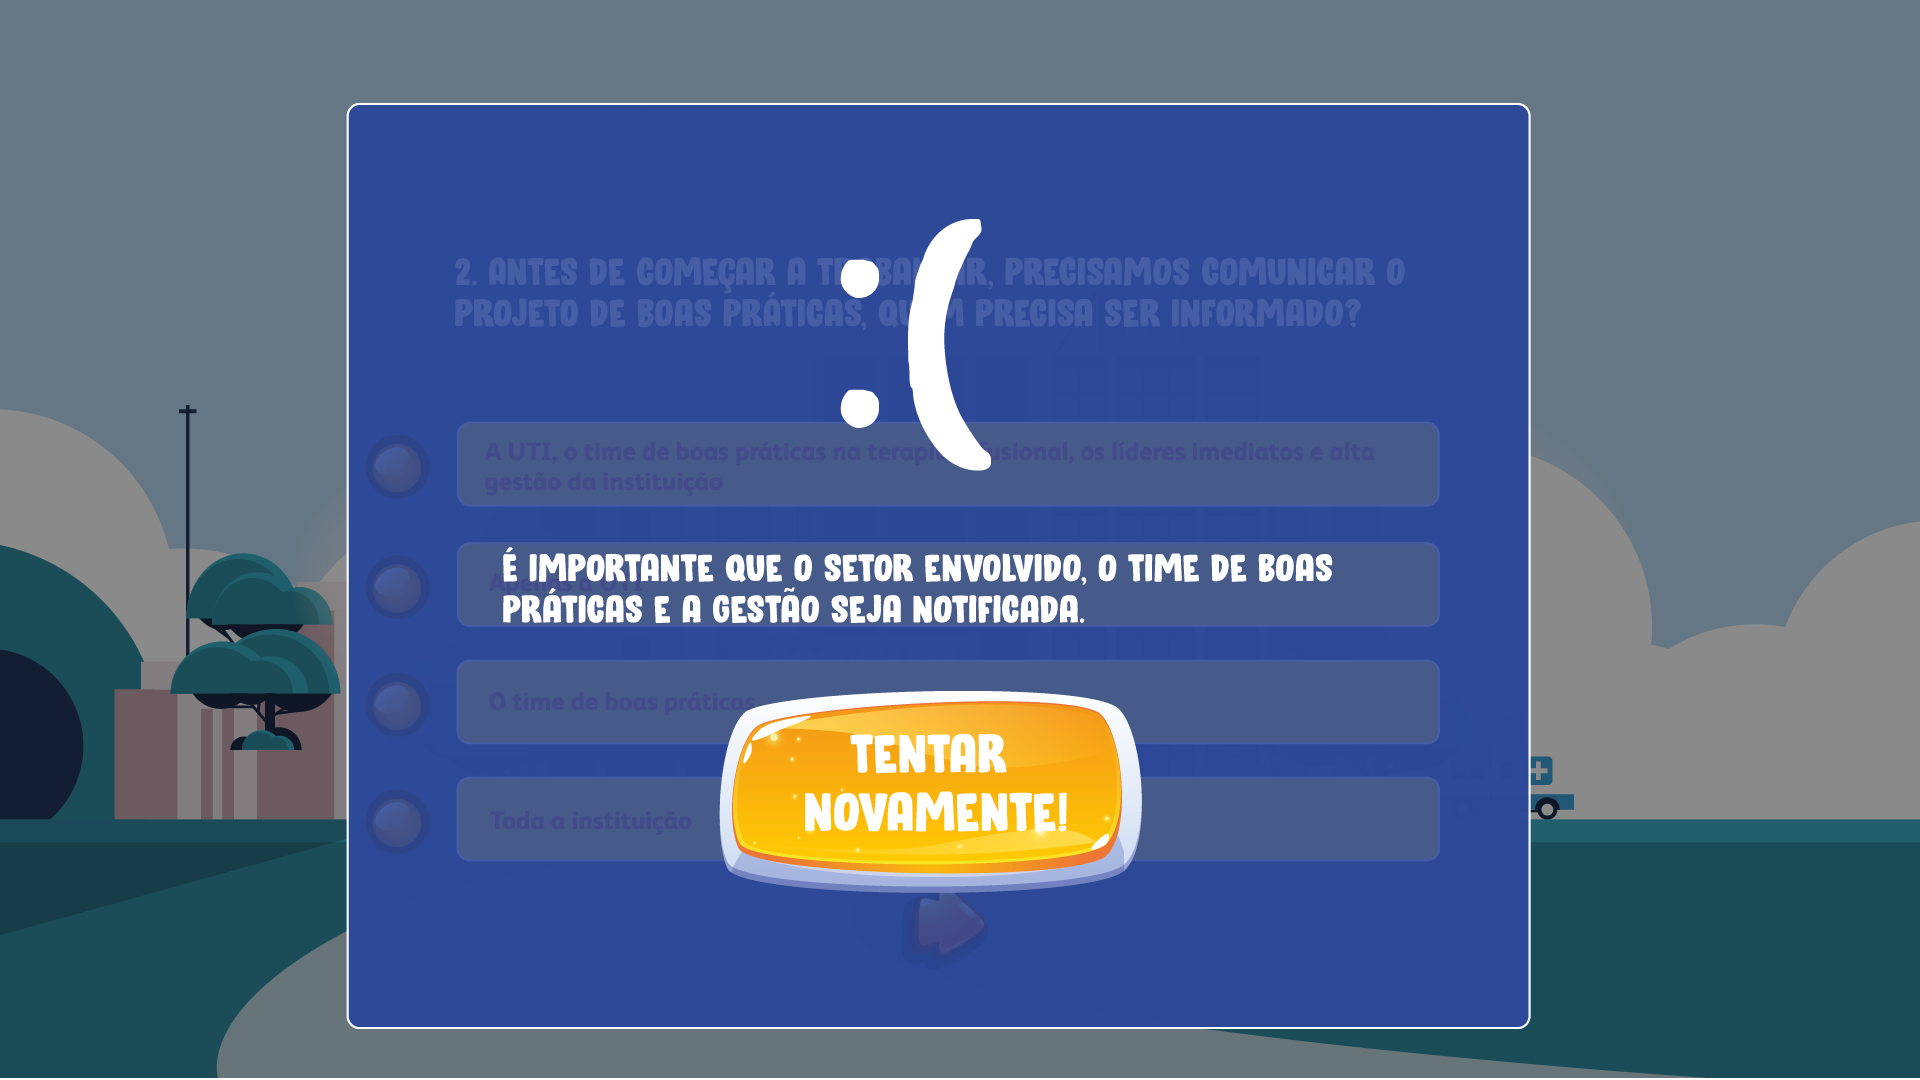 :(
2. ANTES DE COMEÇAR A TRABALHAR, PRECISAMOS COMUNICAR O
PROJETO DE BOAS PRÁTICAS, QUEM PRECISA SER INFORMADO?
A UTI, o time de boas práticas na terapia infusional, os líderes imediatos e alta
gestão da instituição
Apenas a UTI
É IMPORTANTE QUE O SETOR ENVOLVIDO, O TIME DE BOAS
PRÁTICAS E A GESTÃO SEJA NOTIFICADA.
O time de boas práticas
TENTAR
NOVAMENTE!
Toda a instituição